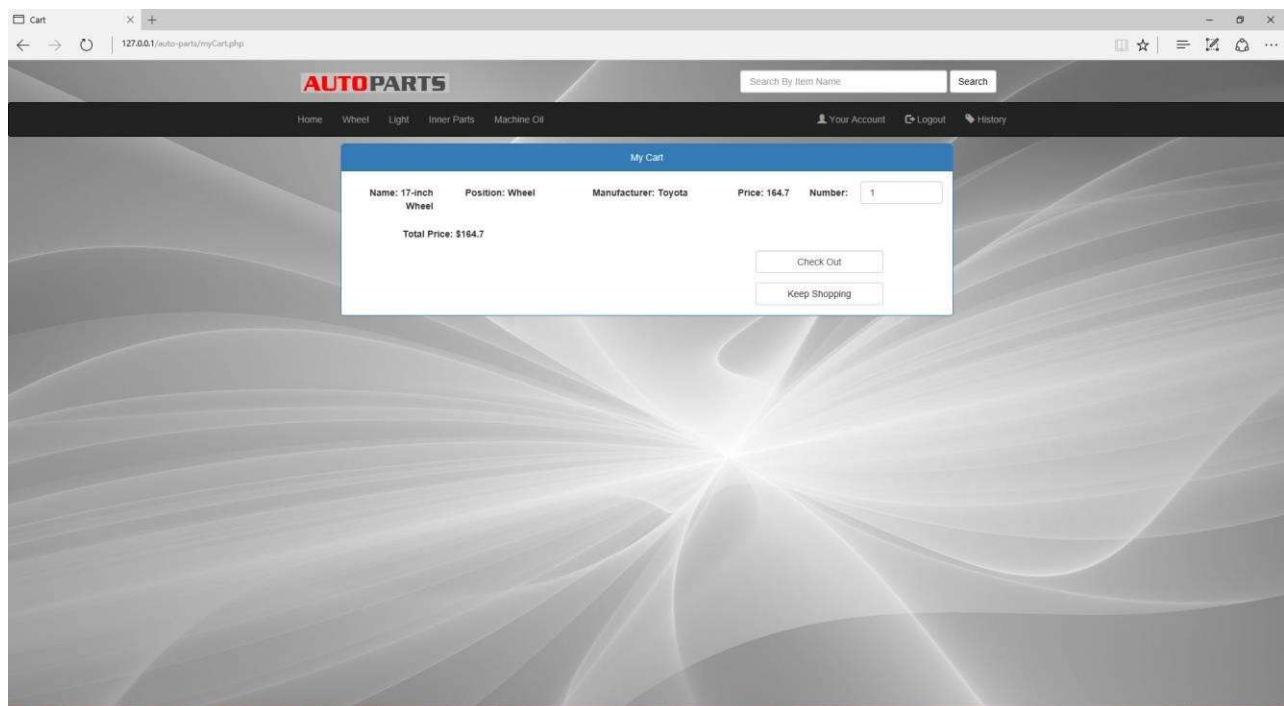 Cart
127.0.0.1/auto-parts/myCart.php
AUTOPARTS
Search By Item Name
Search
Home Wheel Light Inner Parts Machine Oil Your Account Logout History
My Cart
Name: 17-inch Position: Wheel Manufacturer: Toyota Price: 164.7 Number: 1
Wheel
Total Price: $164.7
Check Out
Keep Shopping